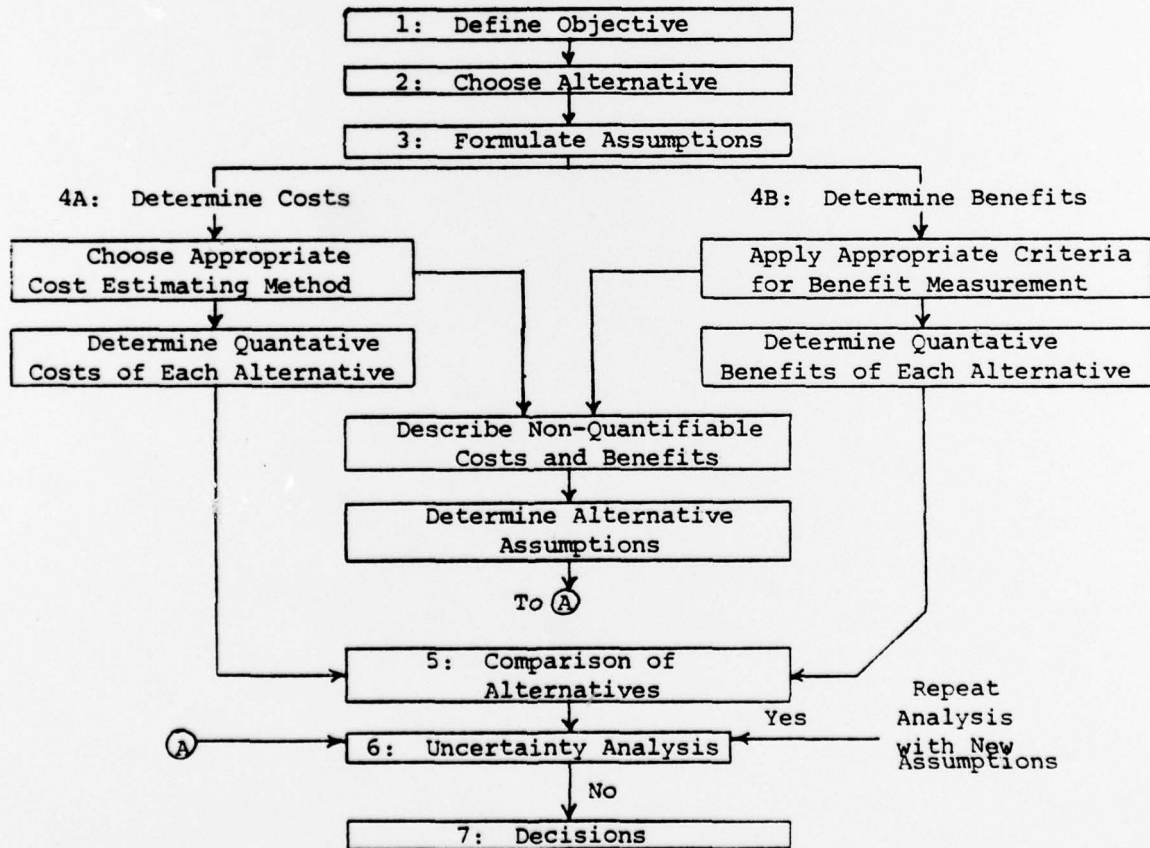 1: Define Objective
2: Choose Alternative
3: Formulate Assumptions
4A: Determine Costs
4B: Determine Benefits
Choose Appropriate
Cost Estimating Method
Apply Appropriate Criteria
for Benefit Measurement
Determine Quantative
Costs of Each Alternative
Determine Quantative
Benefits of Each Alternative
Describe Non-Quantifiable
Costs and Benefits
Determine Alternative
Assumptions
To A
5: Comparison of
Alternatives
Repeat
Analysis
with New
Assumptions
Yes
A
6: Uncertainty Analysis
No
7: Decisions